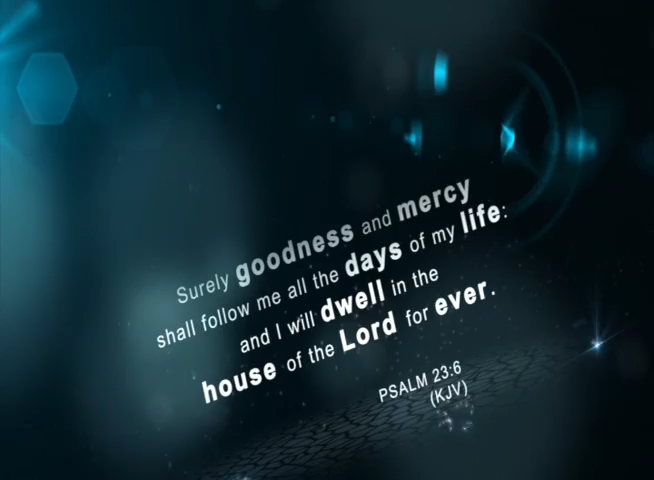 Surely goodness and mercy
shall follow me all the days of my life:
and I will dwell in the
house of the Lord for ever.
PSALM 23:6
(KJV)